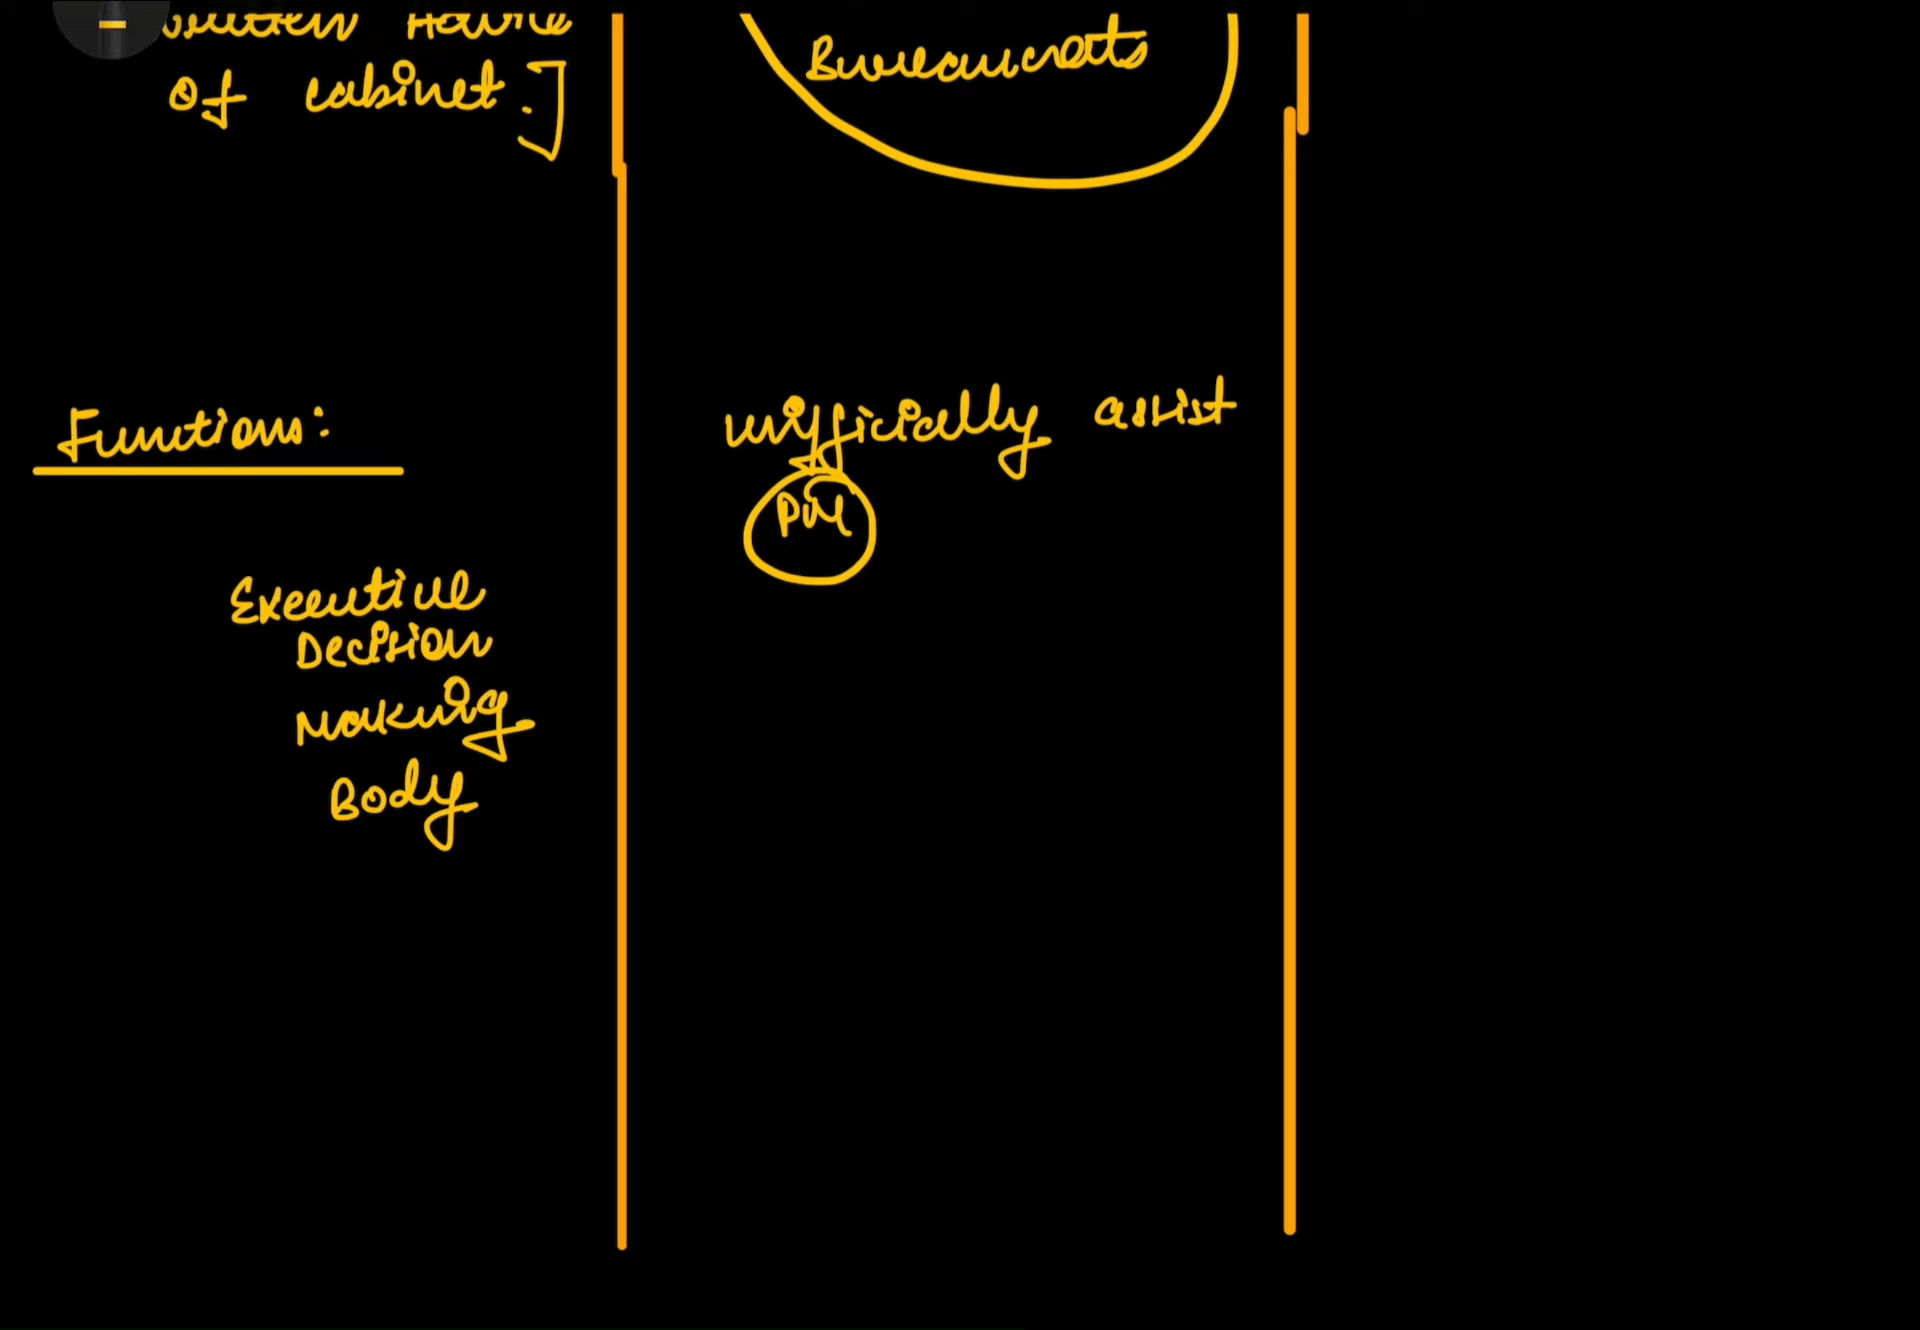 of cabinet.]
Functions:
Executive
Decision
Making
Body
Bureaucrats
unofficially assist
PM